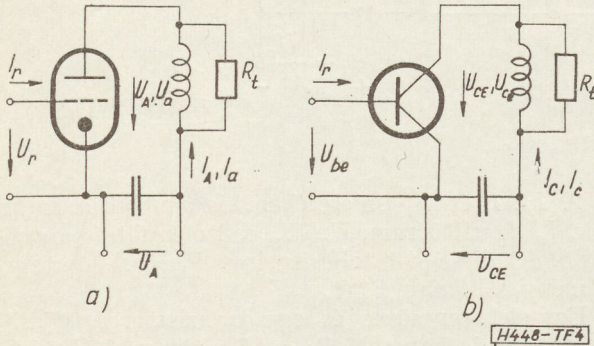 I_r
U_r
U_A, U_a
R_t
I_A, I_a
U_A
a)
I_r
U_be
U_CE, U_ce
R_t
I_C, I_c
U_CE
b)
H448-TF4